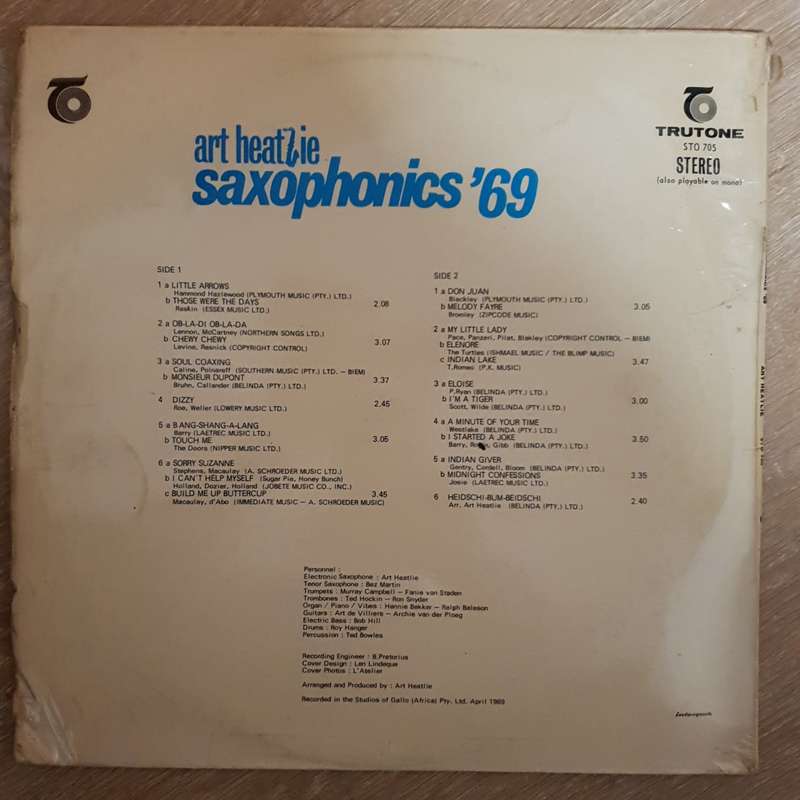 TRUTONE
STO 705
STEREO
(also playable on mono)
art heatlie
saxophonics '69
SIDE 1
1 a LITTLE ARROWS
Hammond Hazlewood (PLYMOUTH MUSIC (PTY.) LTD.)
b THOSE WERE THE DAYS 2.08
Raskin (ESSEX MUSIC LTD.)
2 a OB-LA-DI OB-LA-DA
Lennon, McCartney (NORTHERN SONGS LTD.)
b CHEWY CHEWY 3.07
Levine, Resnick (COPYRIGHT CONTROL)
3 a SOUL COAXING
Caline, Polnareff (SOUTHERN MUSIC (PTY.) LTD. – BIEM)
b MONSIEUR DUPONT 3.37
Bruhn, Callander (BELINDA (PTY.) LTD.)
4 DIZZIE 2.45
Roe, Weller (LOWERY MUSIC LTD.)
5 a BANG-SHANG-A-LANG
Barry (LAETREC MUSIC LTD.)
b TOUCH ME 3.05
The Doors (NIPPER MUSIC LTD.)
6 a SORRY SUZANNE
Stephens, Macaulay (A. SCHROEDER MUSIC LTD.)
b I CAN'T HELP MYSELF (Sugar Pie, Honey Bunch)
Holland, Dozier, Holland (JOBETE MUSIC CO., INC.)
c BUILD ME UP BUTTERCUP 3.45
Macaulay, d'Abo (IMMEDIATE MUSIC – A. SCHROEDER MUSIC)
SIDE 2
1 a DON JUAN
Blackley (PLYMOUTH MUSIC (PTY.) LTD.)
b MELODY FAYRE 3.05
Bromley (ZIPCODE MUSIC)
2 a MY LITTLE LADY
Pace, Panzeri, Pilat, Blakley (COPYRIGHT CONTROL – BIEM)
b ELENORE
The Turtles (ISHMAEL MUSIC / THE BLIMP MUSIC)
c INDIAN LAKE 3.47
T.Romeo (P.K. MUSIC)
3 a ELOISE
P.Ryan (BELINDA (PTY.) LTD.)
b I'M A TIGER 3.00
Scott, Wilde (BELINDA (PTY.) LTD.)
4 a A MINUTE OF YOUR TIME
Westlake (BELINDA (PTY.) LTD.)
b I STARTED A JOKE 3.50
Barry, Robin, Gibb (BELINDA (PTY.) LTD.)
5 a INDIAN GIVER
Gentry, Cordell, Bloom (BELINDA (PTY.) LTD.)
b MIDNIGHT CONFESSIONS 3.35
Josie (LAETREC MUSIC LTD.)
6 HEIDSCHI-BUM-BEIDSCHI 2.40
Arr. Art Heatlie (BELINDA (PTY.) LTD.)
Personnel :
Electronic Saxophone : Art Heatlie
Tenor Saxophone : Bez Martin
Trumpets : Murray Campbell – Fanie van Staden
Trombones : Ted Hockin – Ron Snyder
Organ / Piano / Vibes : Hennie Bekker – Ralph Beleson
Guitars : Art de Villiers – Archie van der Ploeg
Electric Bass : Bob Hill
Drums : Roy Hanger
Percussion : Ted Bowles
Recording Engineer : B.Pretorius
Cover Design : Len Lindeque
Cover Photos : L'Atelier
Arranged and Produced by : Art Heatlie
Recorded in the Studios of Gallo (Africa) Pty. Ltd. April 1969